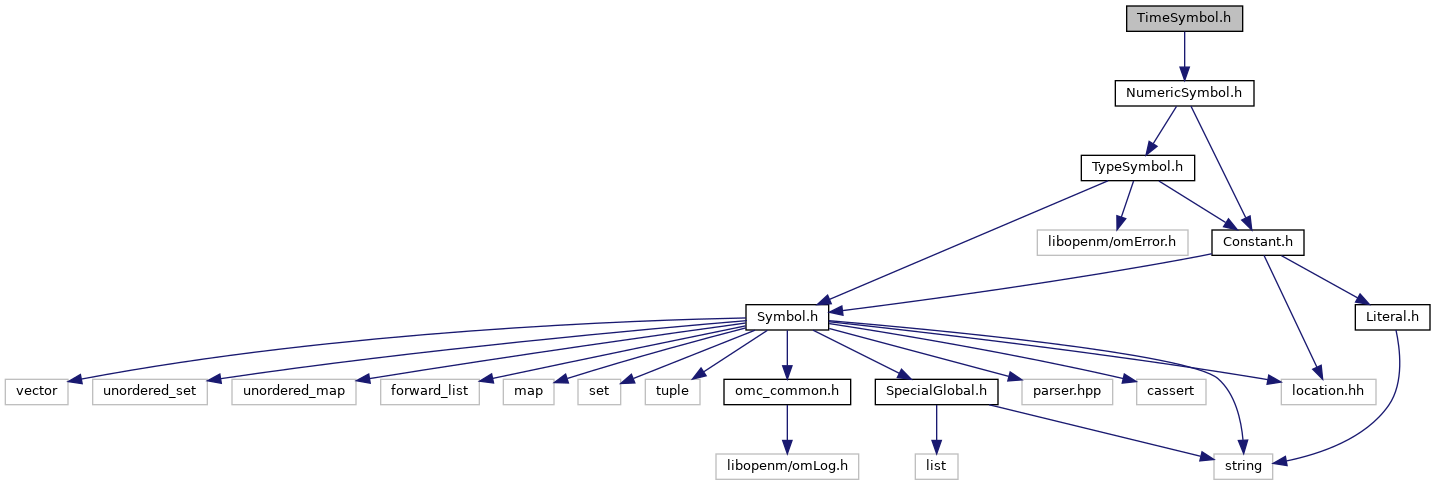 TimeSymbol.h
NumericSymbol.h
TypeSymbol.h
libopenm/omError.h
Constant.h
Symbol.h
Literal.h
vector
unordered_set
unordered_map
forward_list
map
set
tuple
omc_common.h
SpecialGlobal.h
parser.hpp
cassert
location.hh
libopenm/omLog.h
list
string